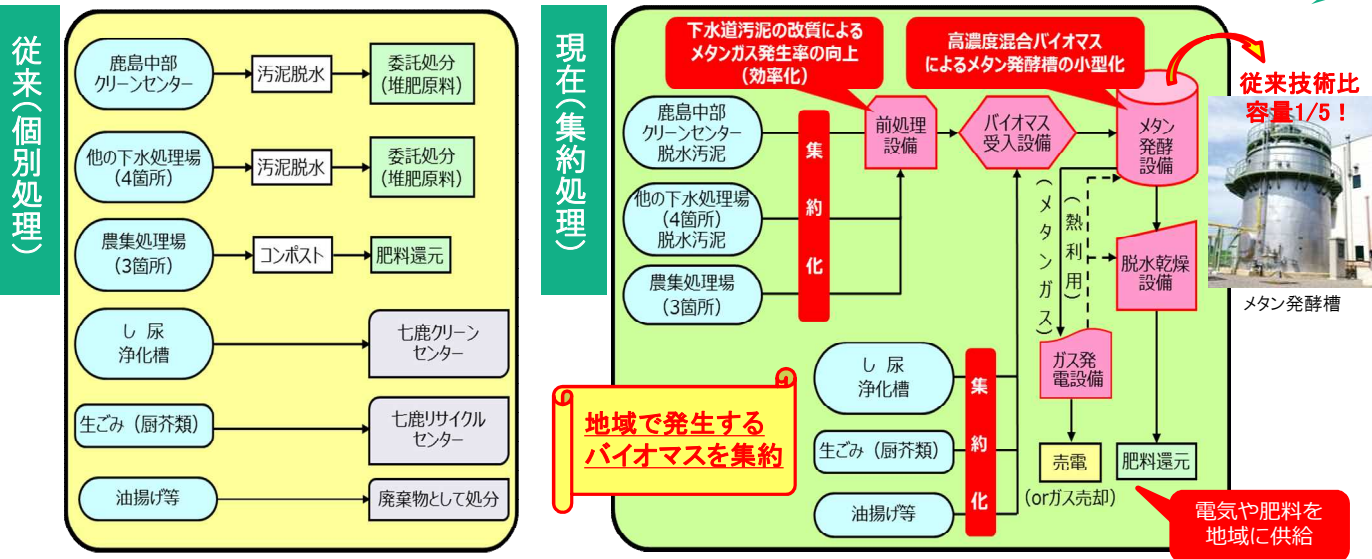 従来(個別処理)
鹿島中部
クリーンセンター
汚泥脱水
委託処分
(堆肥原料)
他の下水処理場
(4箇所)
汚泥脱水
委託処分
(堆肥原料)
農集処理場
(3箇所)
コンポスト
肥料還元
し 尿
浄化槽
七鹿クリーン
センター
生ごみ(厨芥類)
七鹿リサイクル
センター
油揚げ等
廃棄物として処分
現在(集約処理)
下水道汚泥の改質による
メタンガス発生率の向上
(効率化)
高濃度混合バイオマス
によるメタン発酵槽の小型化
従来技術比
容量1/5!
鹿島中部
クリーンセンター
脱水汚泥
他の下水処理場
(4箇所)
脱水汚泥
農集処理場
(3箇所)
集約化
前処理
設備
バイオマス
受入設備
メタン
発酵
設備
メタン発酵槽
(メタンガス)
(熱利用)
脱水乾燥
設備
ガス発
電設備
地域で発生する
バイオマスを集約
し 尿
浄化槽
生ごみ(厨芥類)
油揚げ等
集約化
売電
(orガス売却)
肥料還元
電気や肥料を
地域に供給